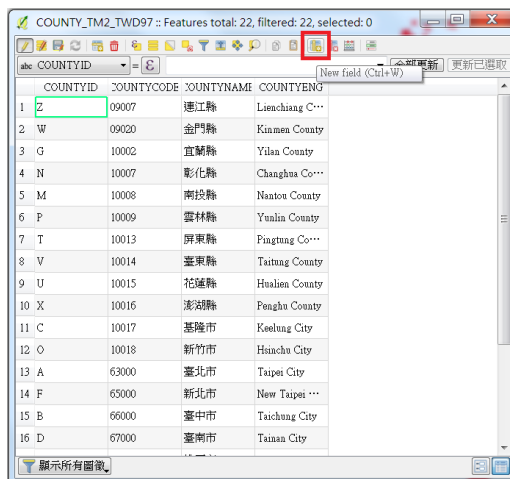 COUNTY_TM2_TWD97 :: Features total: 22, filtered: 22, selected: 0
abc COUNTYID = ε 全部更新 更新已選取
New field (Ctrl+W)
COUNTYID COUNTYCODE COUNTYNAME COUNTYENG
1 Z 09007 連江縣 Lienchiang C…
2 W 09020 金門縣 Kinmen County
3 G 10002 宜蘭縣 Yilan County
4 N 10007 彰化縣 Changhua Co…
5 M 10008 南投縣 Nantou County
6 P 10009 雲林縣 Yunlin County
7 T 10013 屏東縣 Pingtung Co…
8 V 10014 臺東縣 Taitung County
9 U 10015 花蓮縣 Hualien County
10 X 10016 澎湖縣 Penghu County
11 C 10017 基隆市 Keelung City
12 O 10018 新竹市 Hsinchu City
13 A 63000 臺北市 Taipei City
14 F 65000 新北市 New Taipei …
15 B 66000 臺中市 Taichung City
16 D 67000 臺南市 Tainan City
顯示所有圖徵